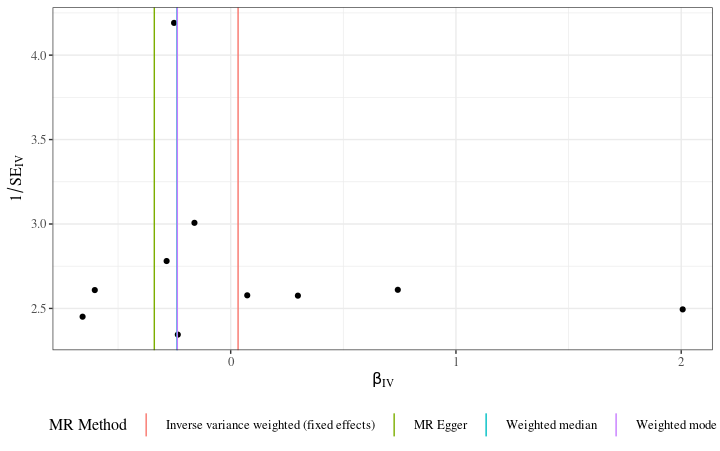 4.0
3.5
3.0
2.5
1/SE_IV
0 1 2
β_IV
MR Method Inverse variance weighted (fixed effects) MR Egger Weighted median Weighted mode